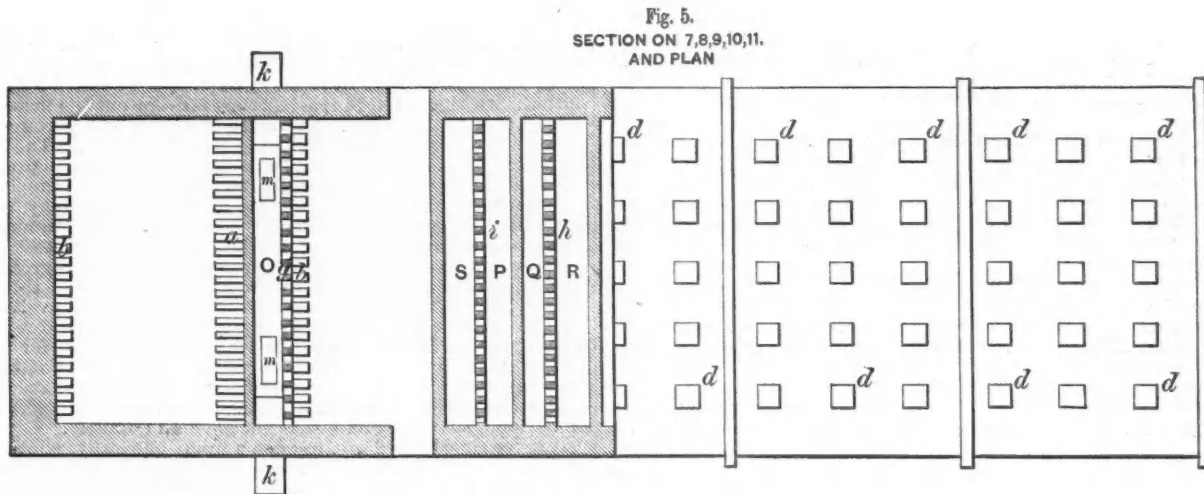 Fig. 5.
SECTION ON 7,8,9,10,11.
AND PLAN
k
d d d d d
b a m O g b S i P Q h R
m
d d d d
k